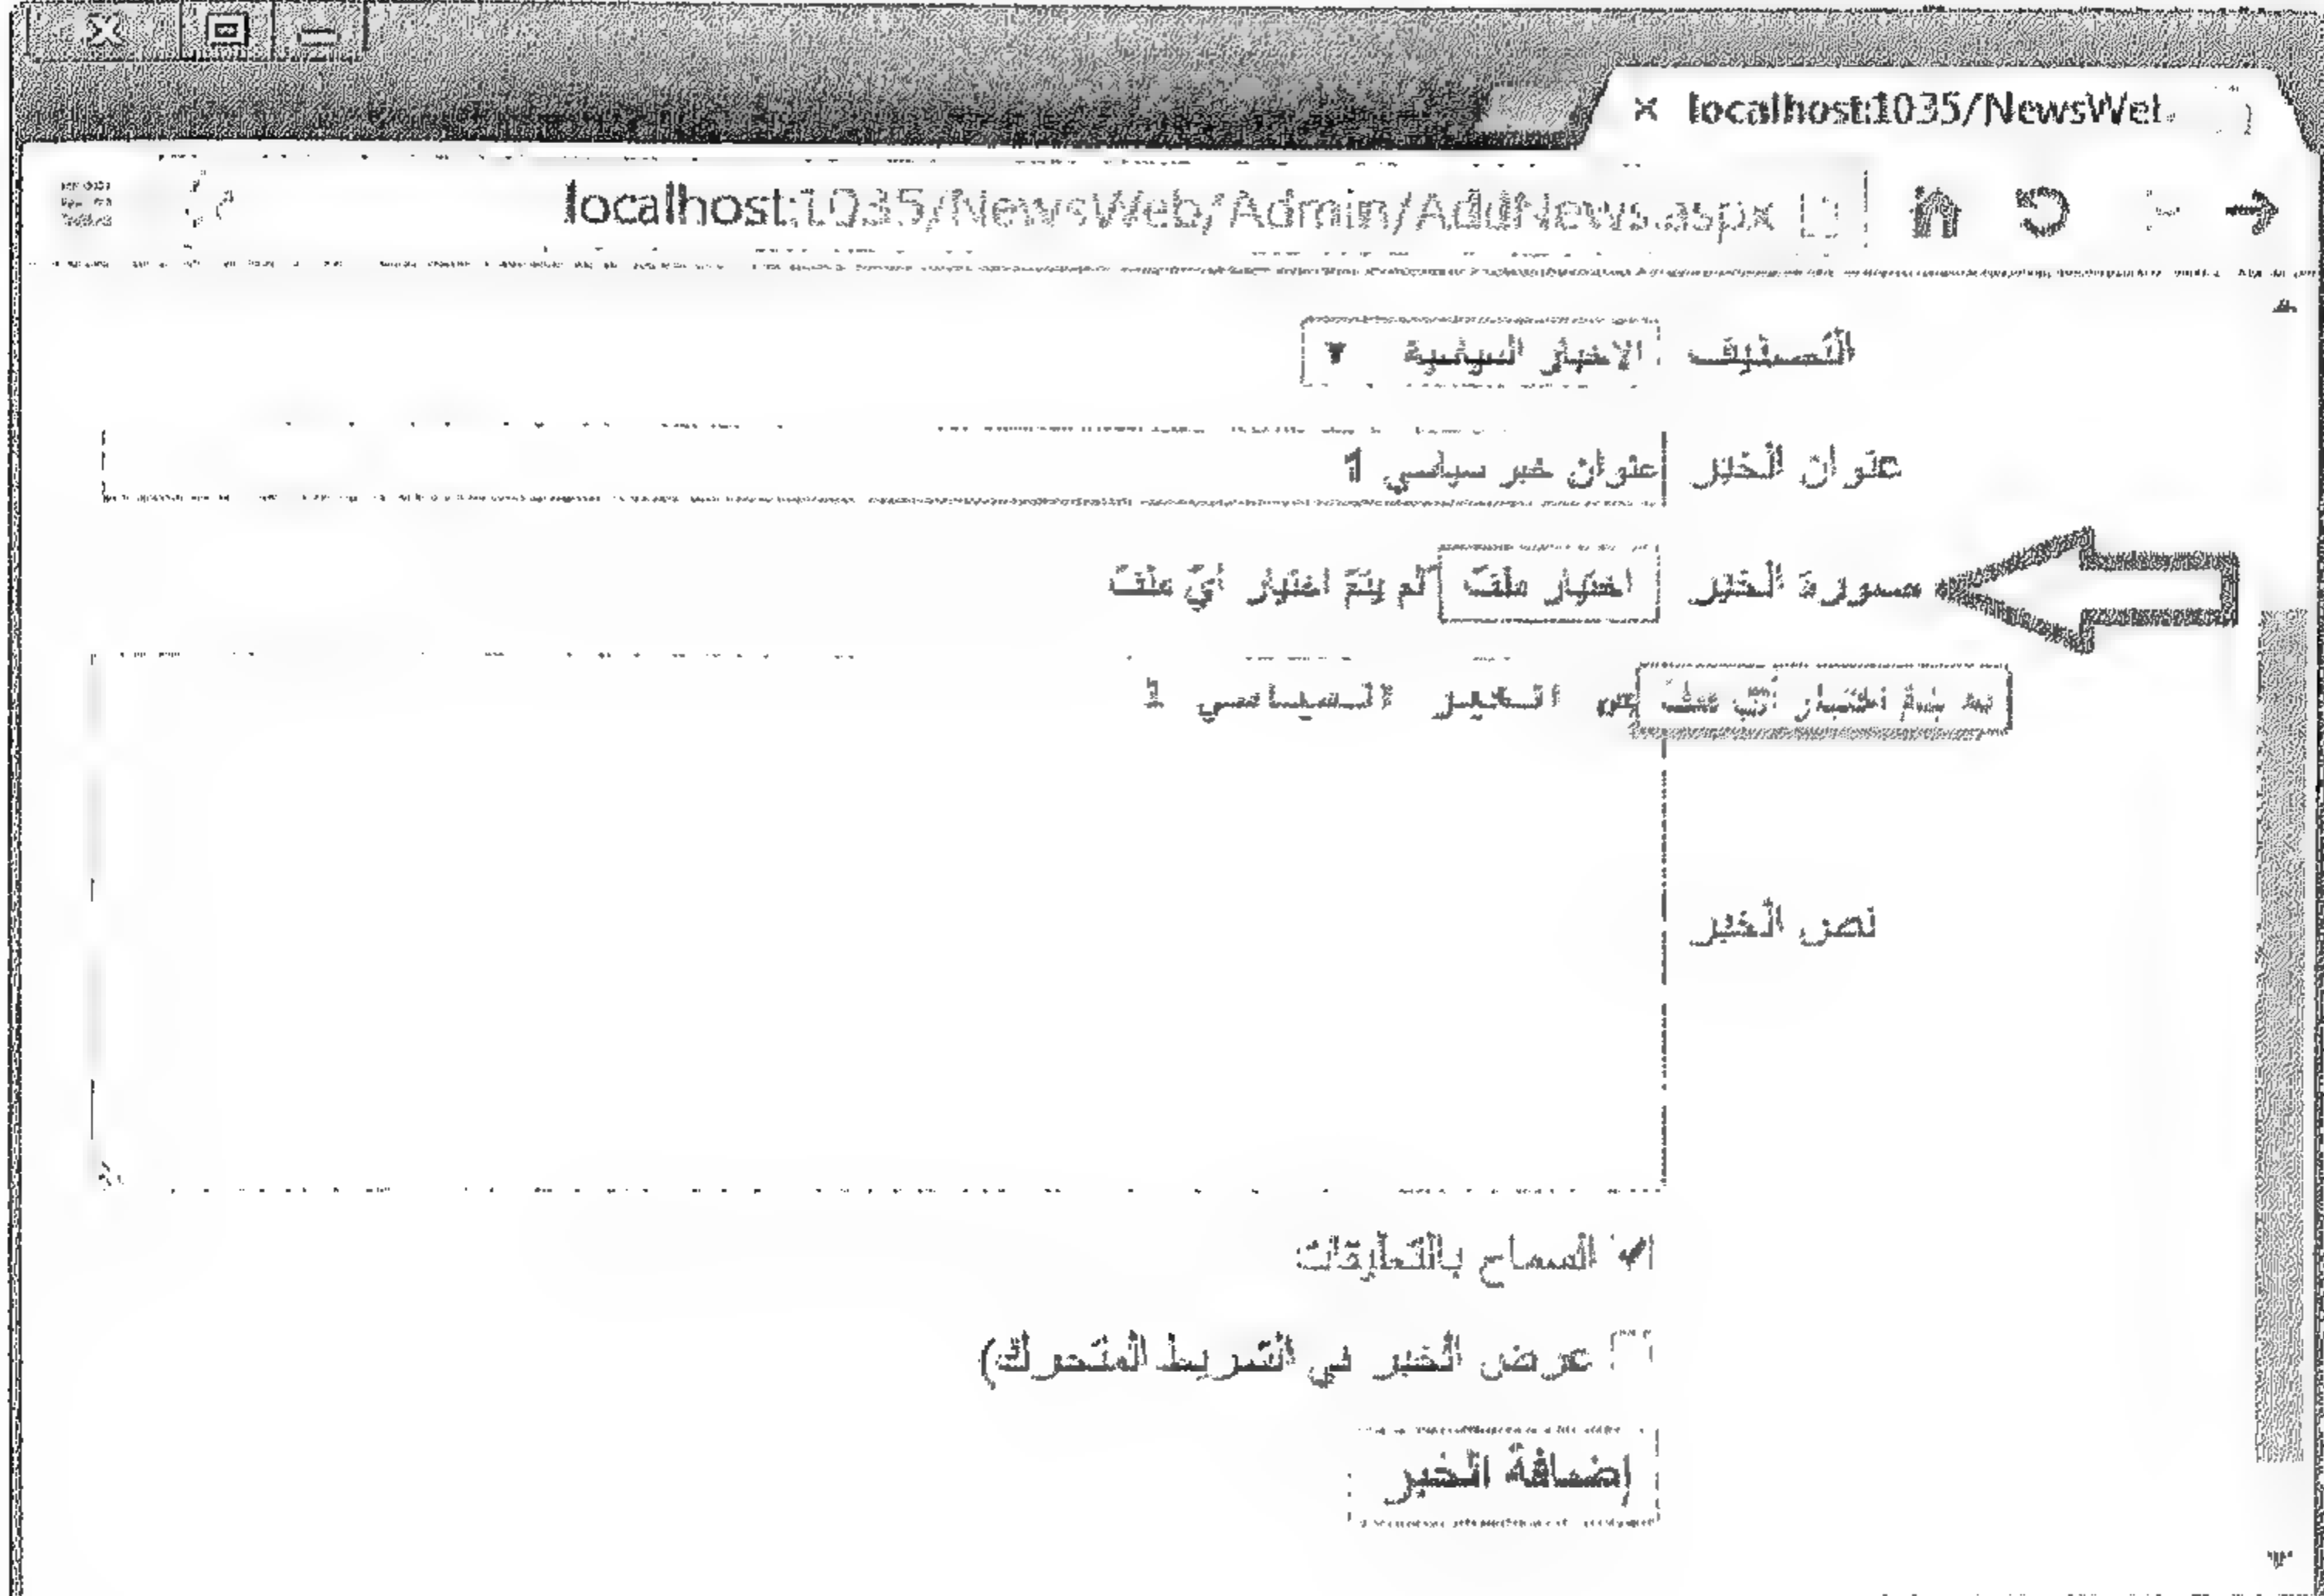 localhost:1035/NewsWeb
localhost:1035/NewsWeb/Admin/AddNews.aspx
التصنيف الاخبار السياسية
عنوان الخبر عنوان خبر سياسي 1
صورة الخبر اختيار ملف لم يتم اختيار أيّ ملف
لم يتم اختيار أيّ ملف الخبر السياسي 1
نص الخبر
السماح بالتعليقات
عرض الخبر في الشريط المتحرك)
إضافة الخبر